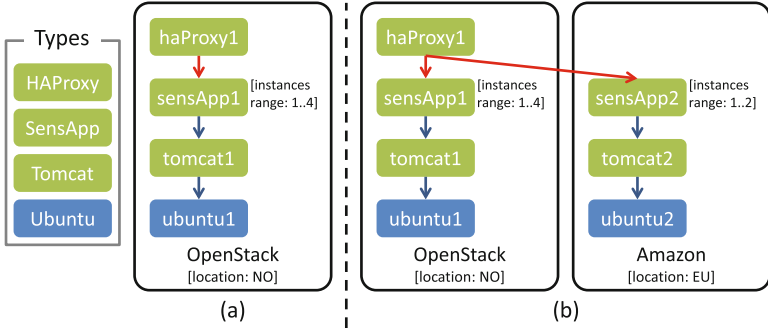 Types
HAProxy
SensApp
Tomcat
Ubuntu
haProxy1
sensApp1
[instances
range: 1..4]
tomcat1
ubuntu1
OpenStack
[location: NO]
(a)
haProxy1
sensApp1
[instances
range: 1..4]
tomcat1
ubuntu1
OpenStack
[location: NO]
sensApp2
[instances
range: 1..2]
tomcat2
ubuntu2
Amazon
[location: EU]
(b)